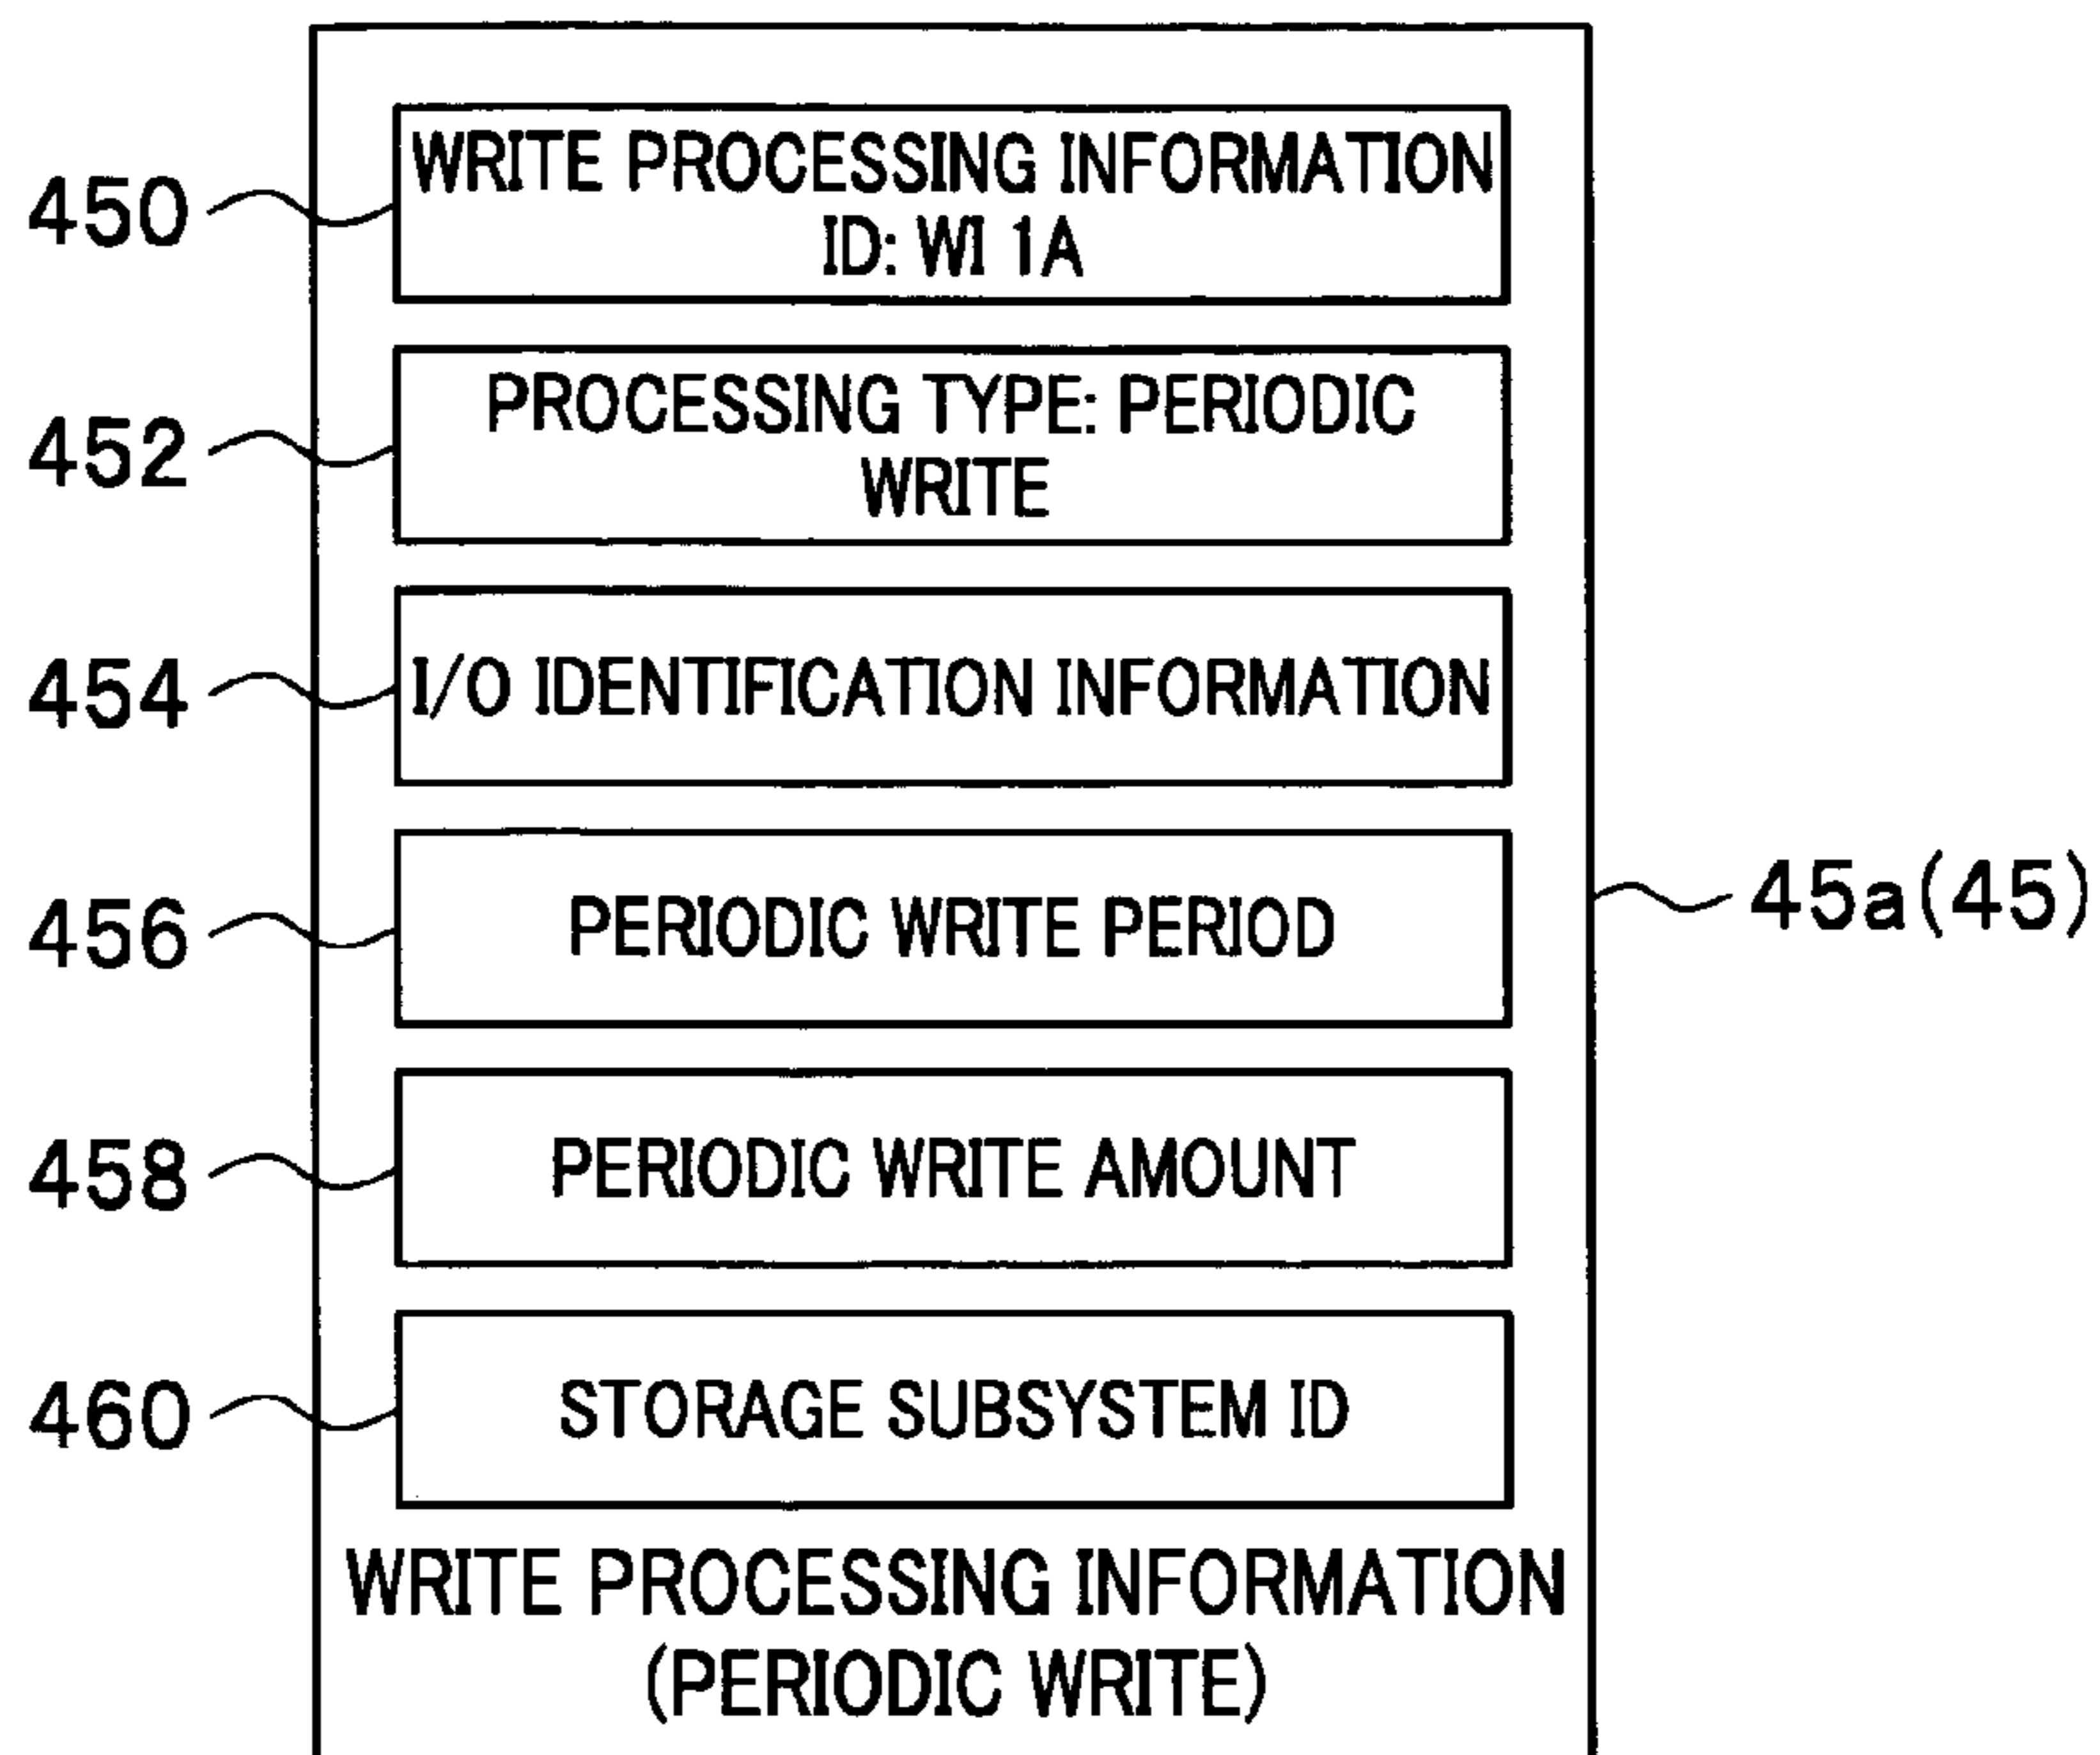 450
WRITE PROCESSING INFORMATION
ID: WI 1A
452
PROCESSING TYPE: PERIODIC
WRITE
454
I/O IDENTIFICATION INFORMATION
456
PERIODIC WRITE PERIOD
45a(45)
458
PERIODIC WRITE AMOUNT
460
STORAGE SUBSYSTEM ID
WRITE PROCESSING INFORMATION
(PERIODIC WRITE)